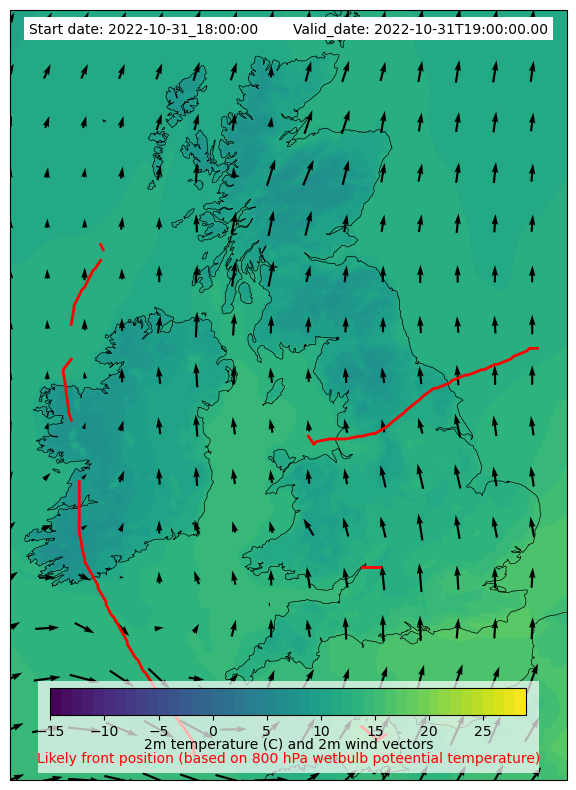 Start date: 2022-10-31_18:00:00 Valid_date: 2022-10-31T19:00:00.00
−15 −10 −5 0 5 10 15 20 25
2m temperature (C) and 2m wind vectors
Likely front position (based on 800 hPa wetbulb poteential temperature)